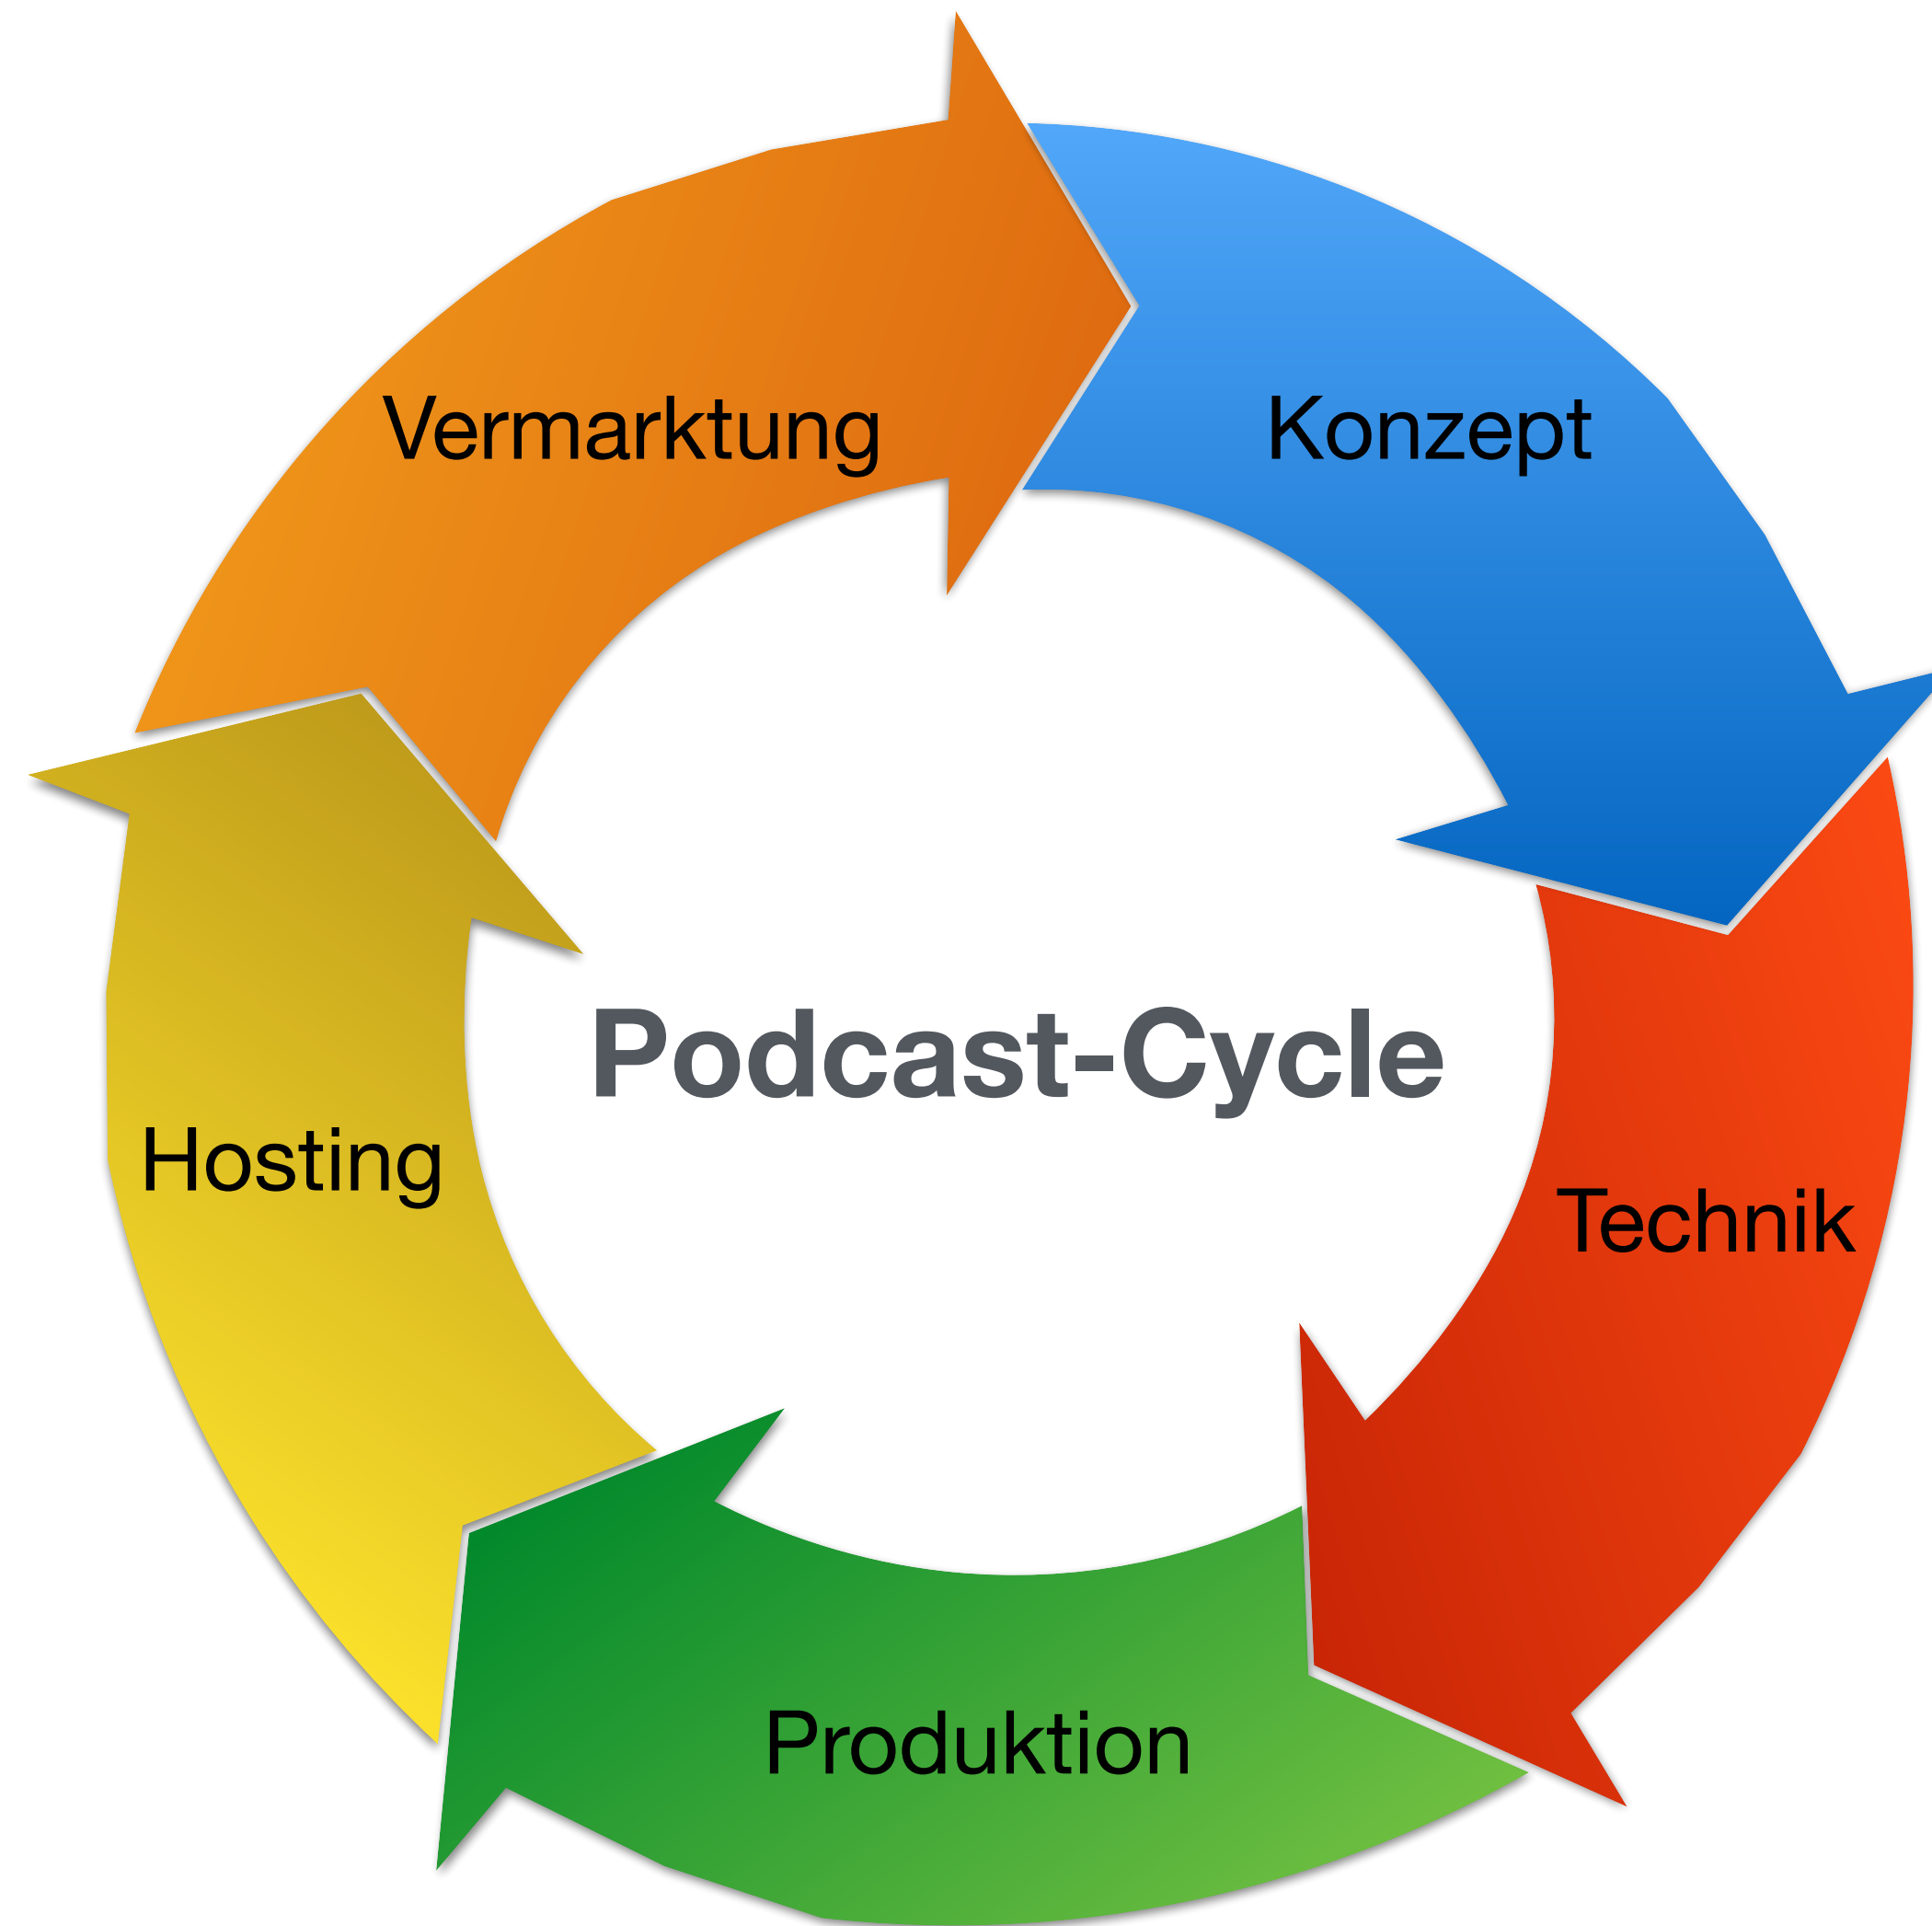 Vermarktung
Konzept
Podcast-Cycle
Hosting
Technik
Produktion